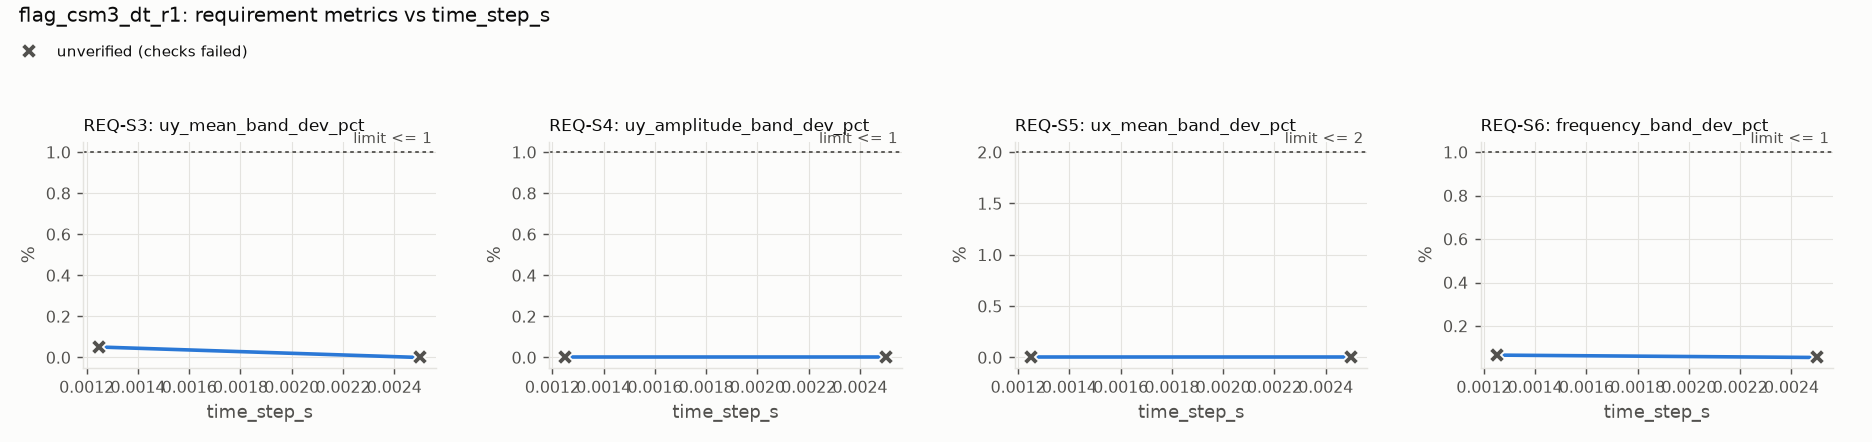 flag_csm3_dt_r1: requirement metrics vs time_step_s
unverified (checks failed)
REQ-S3: uy_mean_band_dev_pct
limit <= 1
1.0
0.8
0.6
0.4
0.2
0.0
%
0.0012 0.0014 0.0016 0.0018 0.0020 0.0022 0.0024
time_step_s
REQ-S4: uy_amplitude_band_dev_pct
limit <= 1
1.0
0.8
0.6
0.4
0.2
0.0
%
0.0012 0.0014 0.0016 0.0018 0.0020 0.0022 0.0024
time_step_s
REQ-S5: ux_mean_band_dev_pct
limit <= 2
2.0
1.5
1.0
0.5
0.0
%
0.0012 0.0014 0.0016 0.0018 0.0020 0.0022 0.0024
time_step_s
REQ-S6: frequency_band_dev_pct
limit <= 1
1.0
0.8
0.6
0.4
0.2
%
0.0012 0.0014 0.0016 0.0018 0.0020 0.0022 0.0024
time_step_s